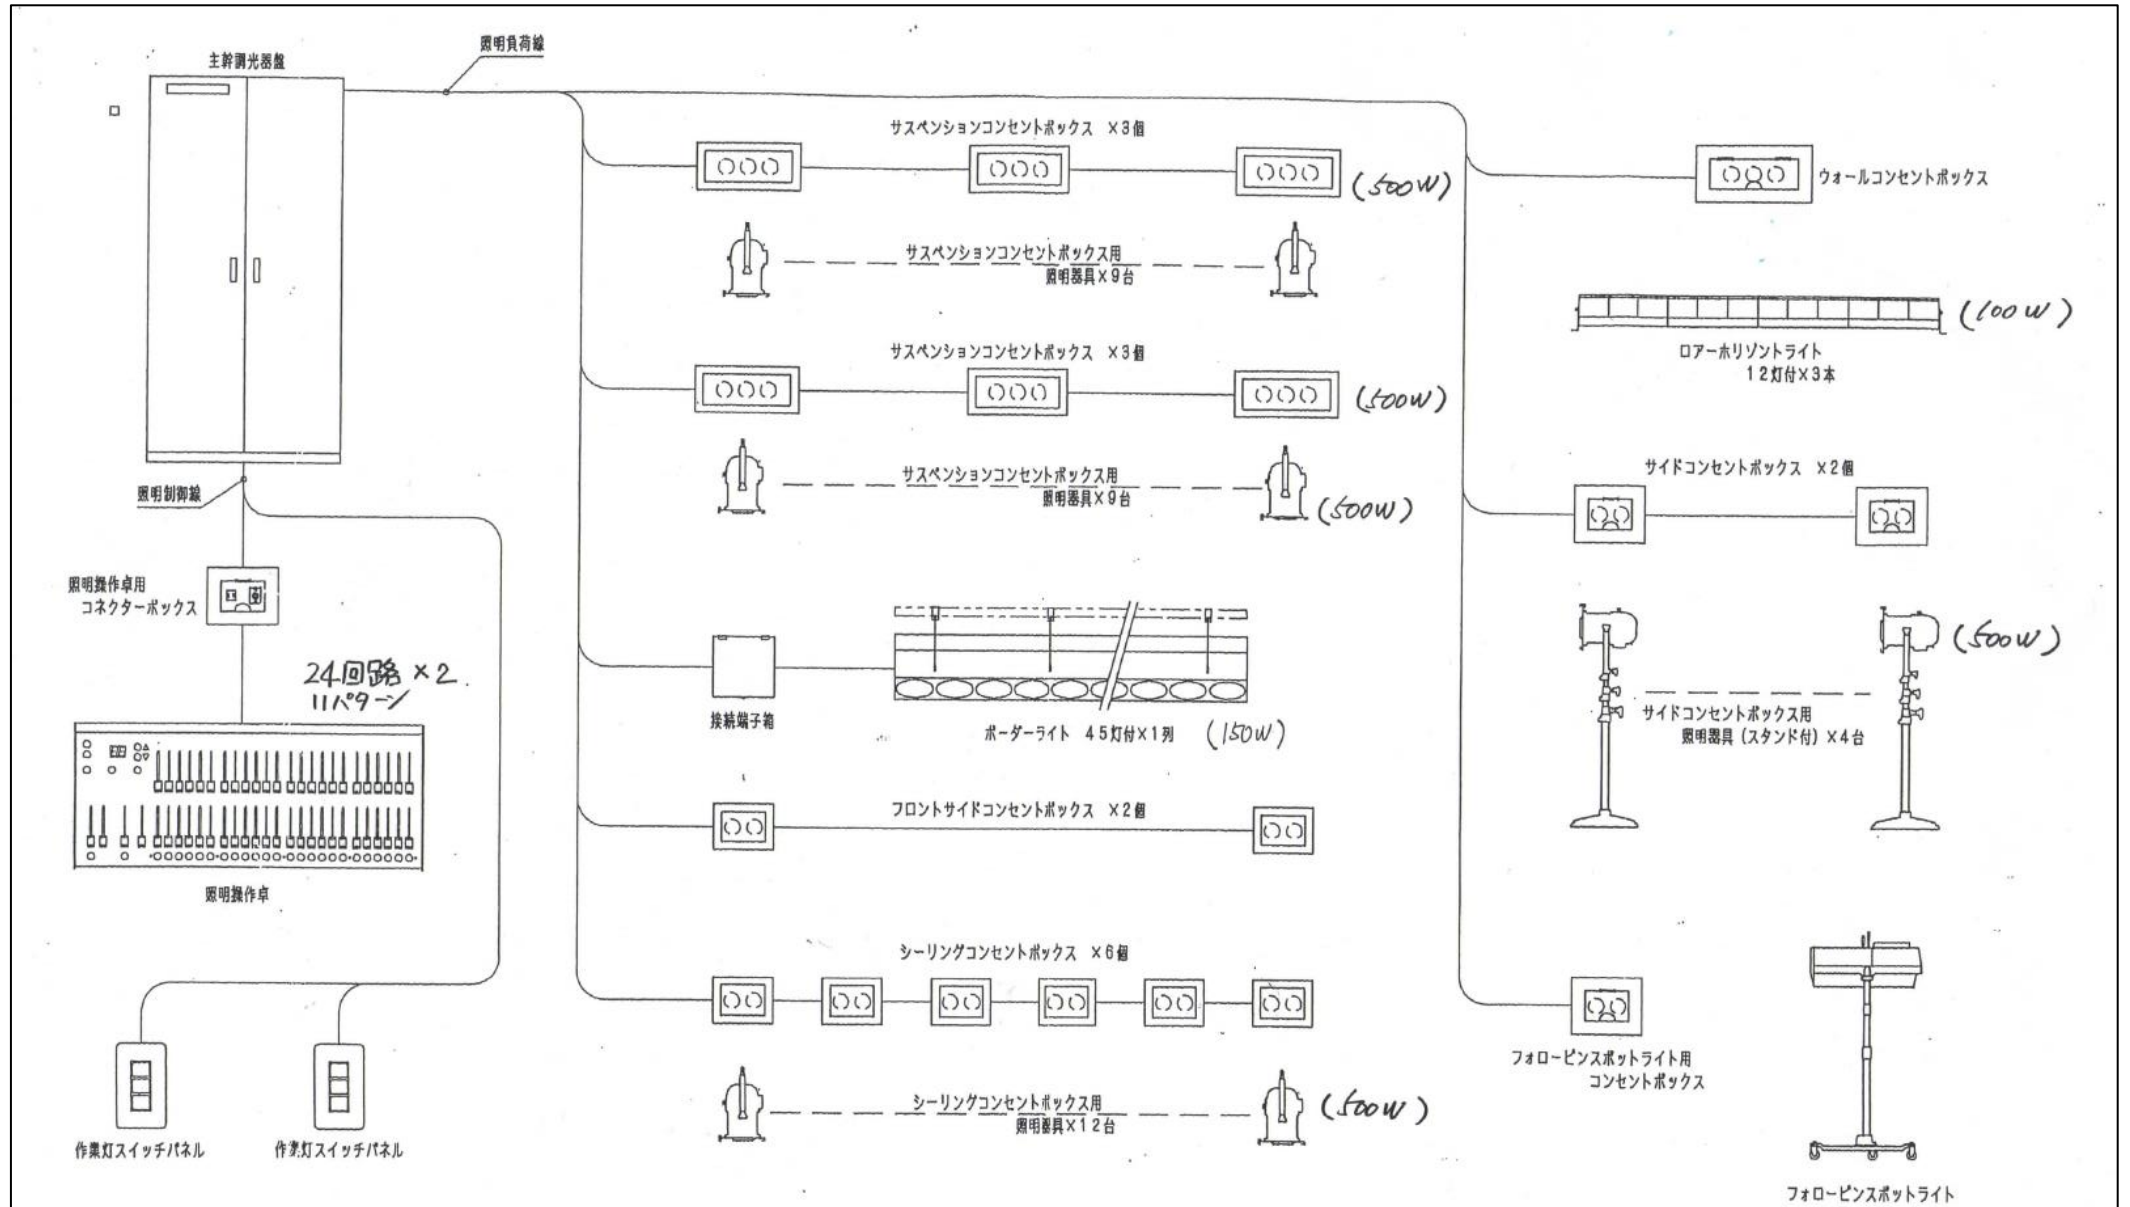 主幹調光器盤
照明負荷線
照明制御線
照明操作卓用
コネクターボックス
24回路×2
11パターン
照明操作卓
作業灯スイッチパネル
作業灯スイッチパネル
サスペンションコンセントボックス ×3個
(500W)
サスペンションコンセントボックス用
照明器具×9台
サスペンションコンセントボックス ×3個
(500W)
サスペンションコンセントボックス用
照明器具×9台
(500W)
接続端子箱
ボーダーライト 45灯付×1列
(150W)
フロントサイドコンセントボックス ×2個
シーリングコンセントボックス ×6個
シーリングコンセントボックス用
照明器具×12台
(500W)
ウォールコンセントボックス
(100W)
ロアーホリゾントライト
12灯付×3本
サイドコンセントボックス ×2個
(500W)
サイドコンセントボックス用
照明器具(スタンド付)×4台
フォローピンスポットライト用
コンセントボックス
フォローピンスポットライト